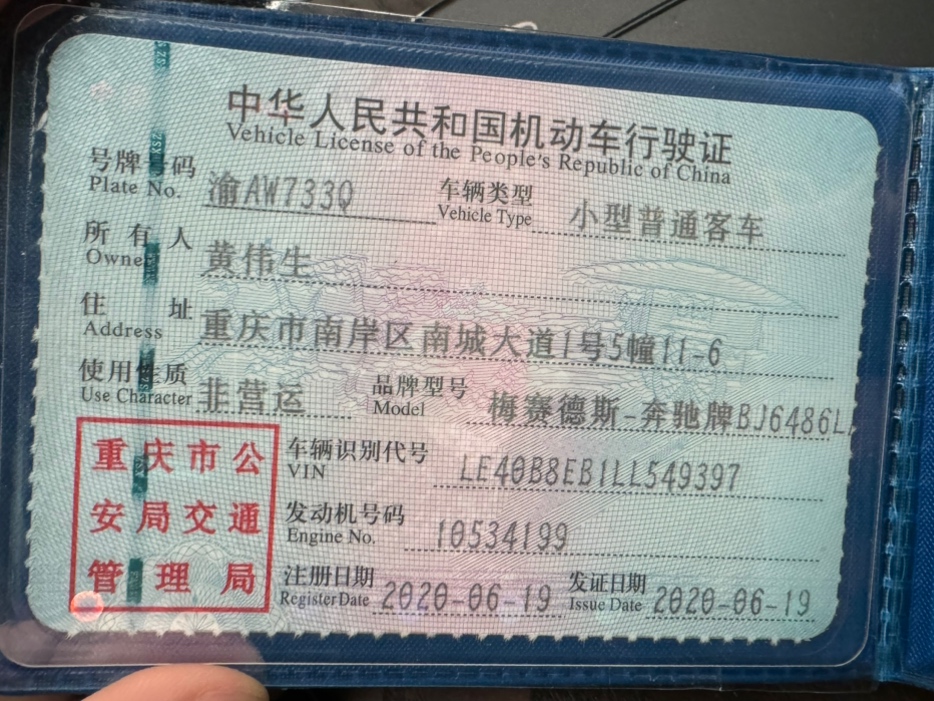 中华人民共和国机动车行驶证
Vehicle License of the People's Republic of China
号牌号码 渝AW733Q 车辆类型 小型普通客车
Plate No. Vehicle Type
所有人 黄伟生
Owner
住址 重庆市南岸区南城大道1号5幢11-6
Address
使用性质 非营运 品牌型号 梅赛德斯-奔驰牌BJ6486L
Use Character Model
重庆市公
安局交通
管理局
车辆识别代号 LE40B8EB1LL549397
VIN
发动机号码 10534199
Engine No.
注册日期 2020-06-19 发证日期 2020-06-19
Register Date Issue Date